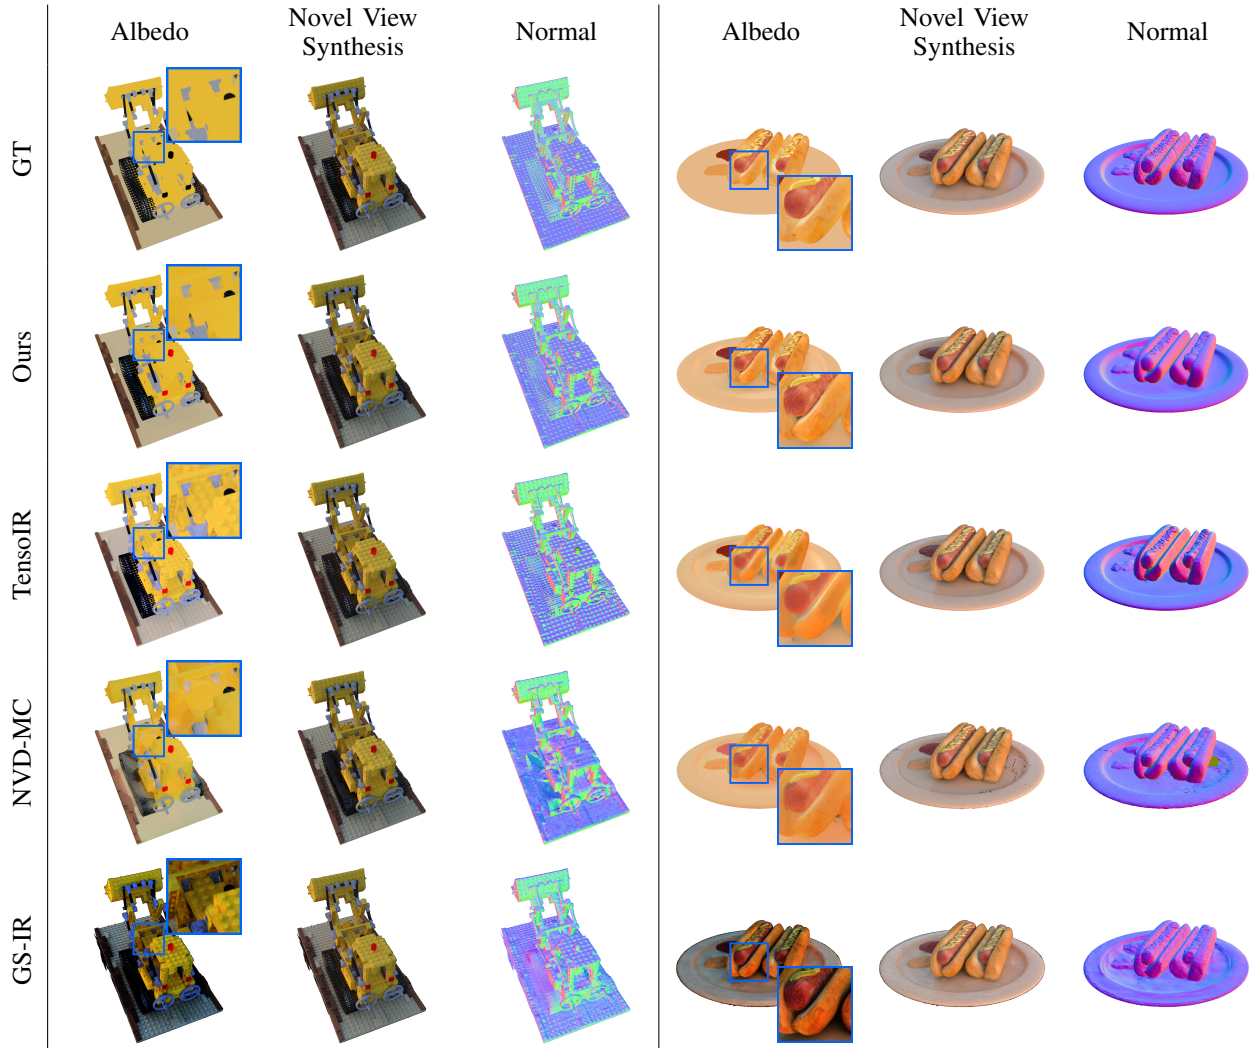 Albedo
Novel View
Synthesis
Normal
Albedo
Novel View
Synthesis
Normal
GT
Ours
TensoIR
NVD-MC
GS-IR